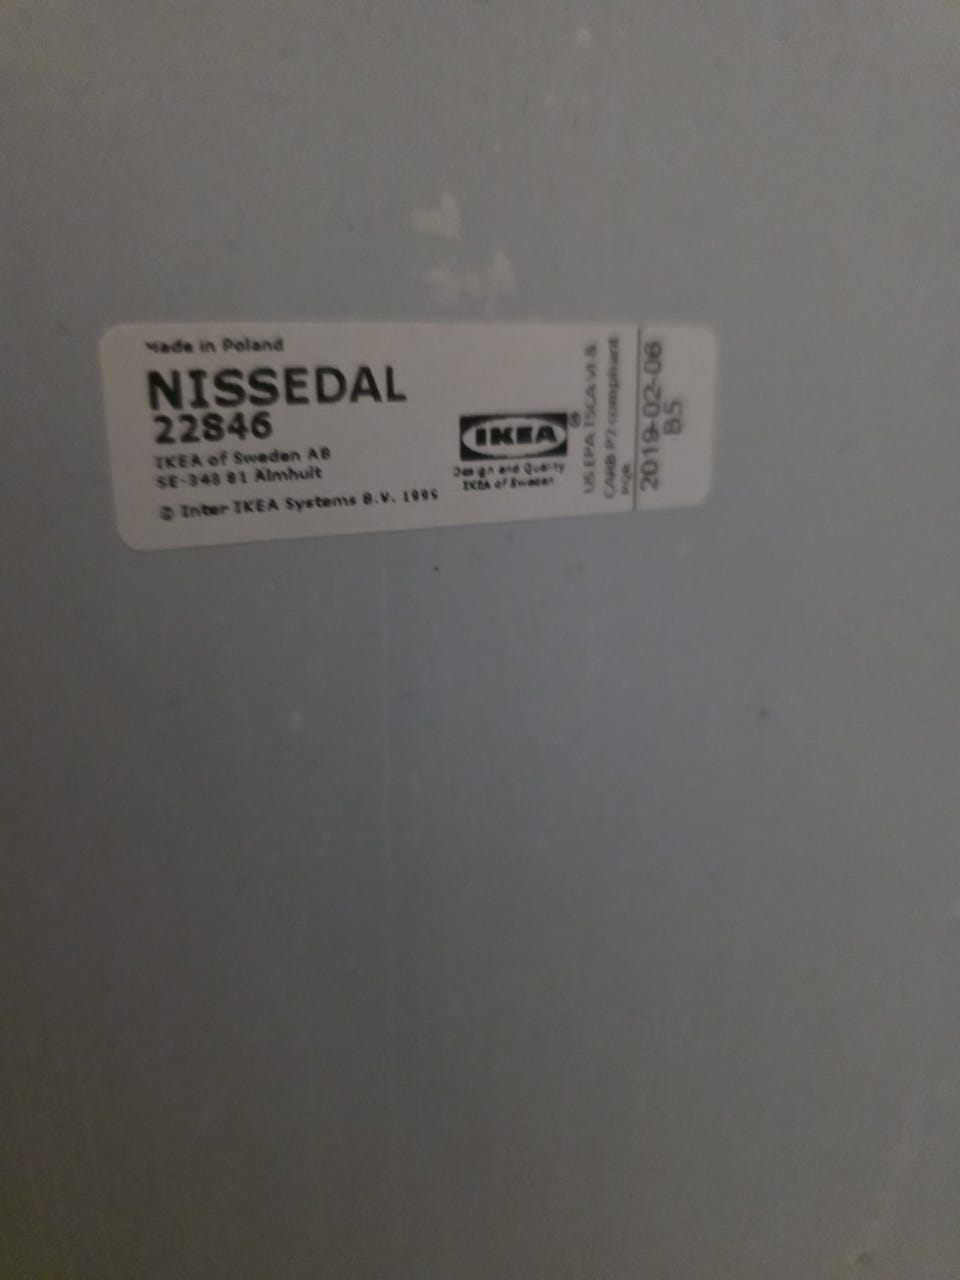 Made in Poland
NISSEDAL
22846
IKEA of Sweden AB
SE-343 81 Älmhult
© Inter IKEA Systems B.V. 1999
IKEA®
Design and Quality
IKEA of Sweden
US EPA TSCA VI &
CARB P2 compliant
2019-02-06
B5